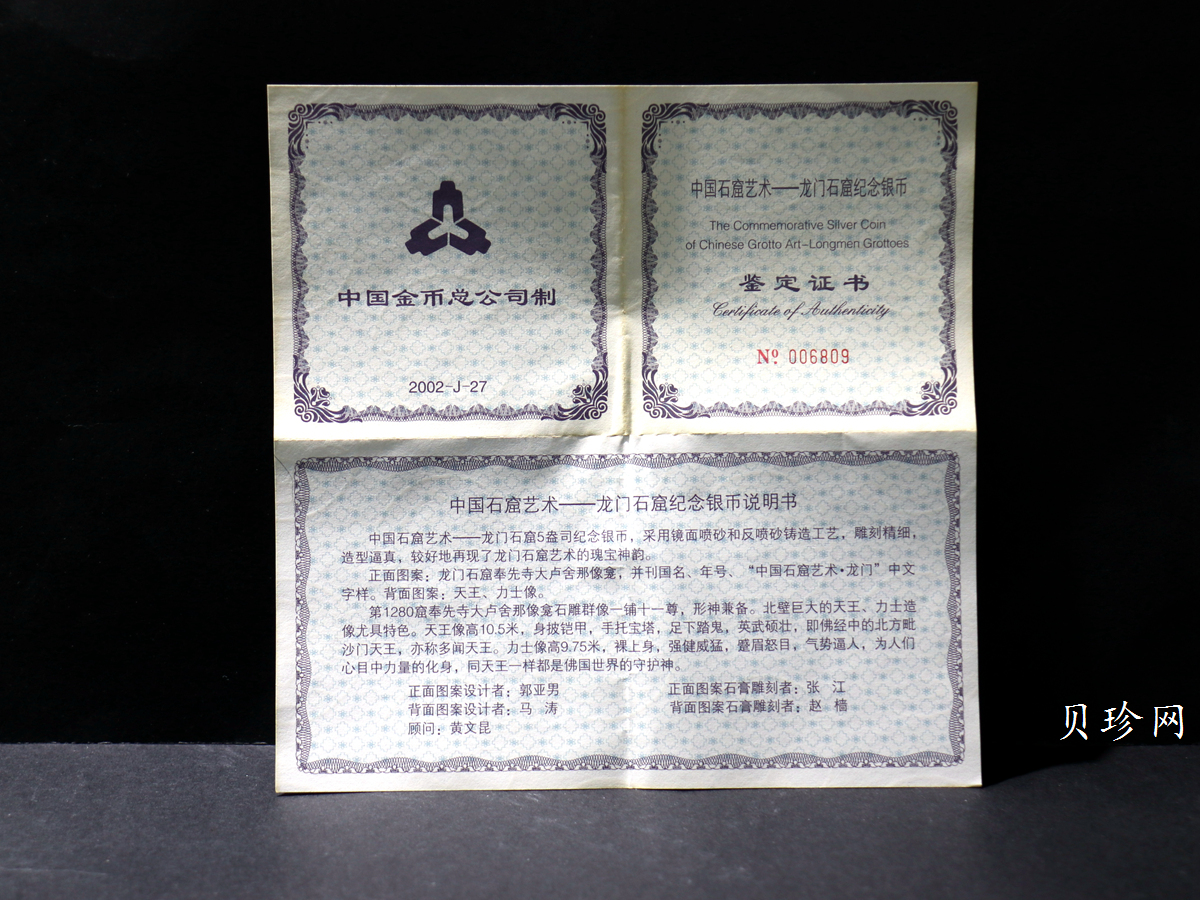 中国金币总公司制
2002-J-27
中国石窟艺术——龙门石窟纪念银币
The Commemorative Silver Coin
of Chinese Grotto Art-Longmen Grottoes
鉴定证书
Certificate of Authenticity
Nº 006809
中国石窟艺术——龙门石窟纪念银币说明书
中国石窟艺术——龙门石窟5盎司纪念银币，采用镜面喷砂和反喷砂铸造工艺，雕刻精细，
造型逼真，较好地再现了龙门石窟艺术的瑰宝神韵。
正面图案：龙门石窟奉先寺大卢舍那像龛，并刊国名、年号、“中国石窟艺术·龙门”中文
字样。背面图案：天王、力士像。
第1280窟奉先寺大卢舍那像龛石雕群像一铺十一尊，形神兼备。北壁巨大的天王、力士造
像尤具特色。天王像高10.5米，身披铠甲，手托宝塔，足下踏鬼，英武硕壮，即佛经中的北方毗
沙门天王，亦称多闻天王。力士像高9.75米，裸上身，强健威猛，蹙眉怒目，气势逼人，为人们
心目中力量的化身，同天王一样都是佛国世界的守护神。
正面图案设计者：郭亚男 正面图案石膏雕刻者：张 江
背面图案设计者：马 涛 背面图案石膏雕刻者：赵 樯
顾问：黄文昆
贝珍网